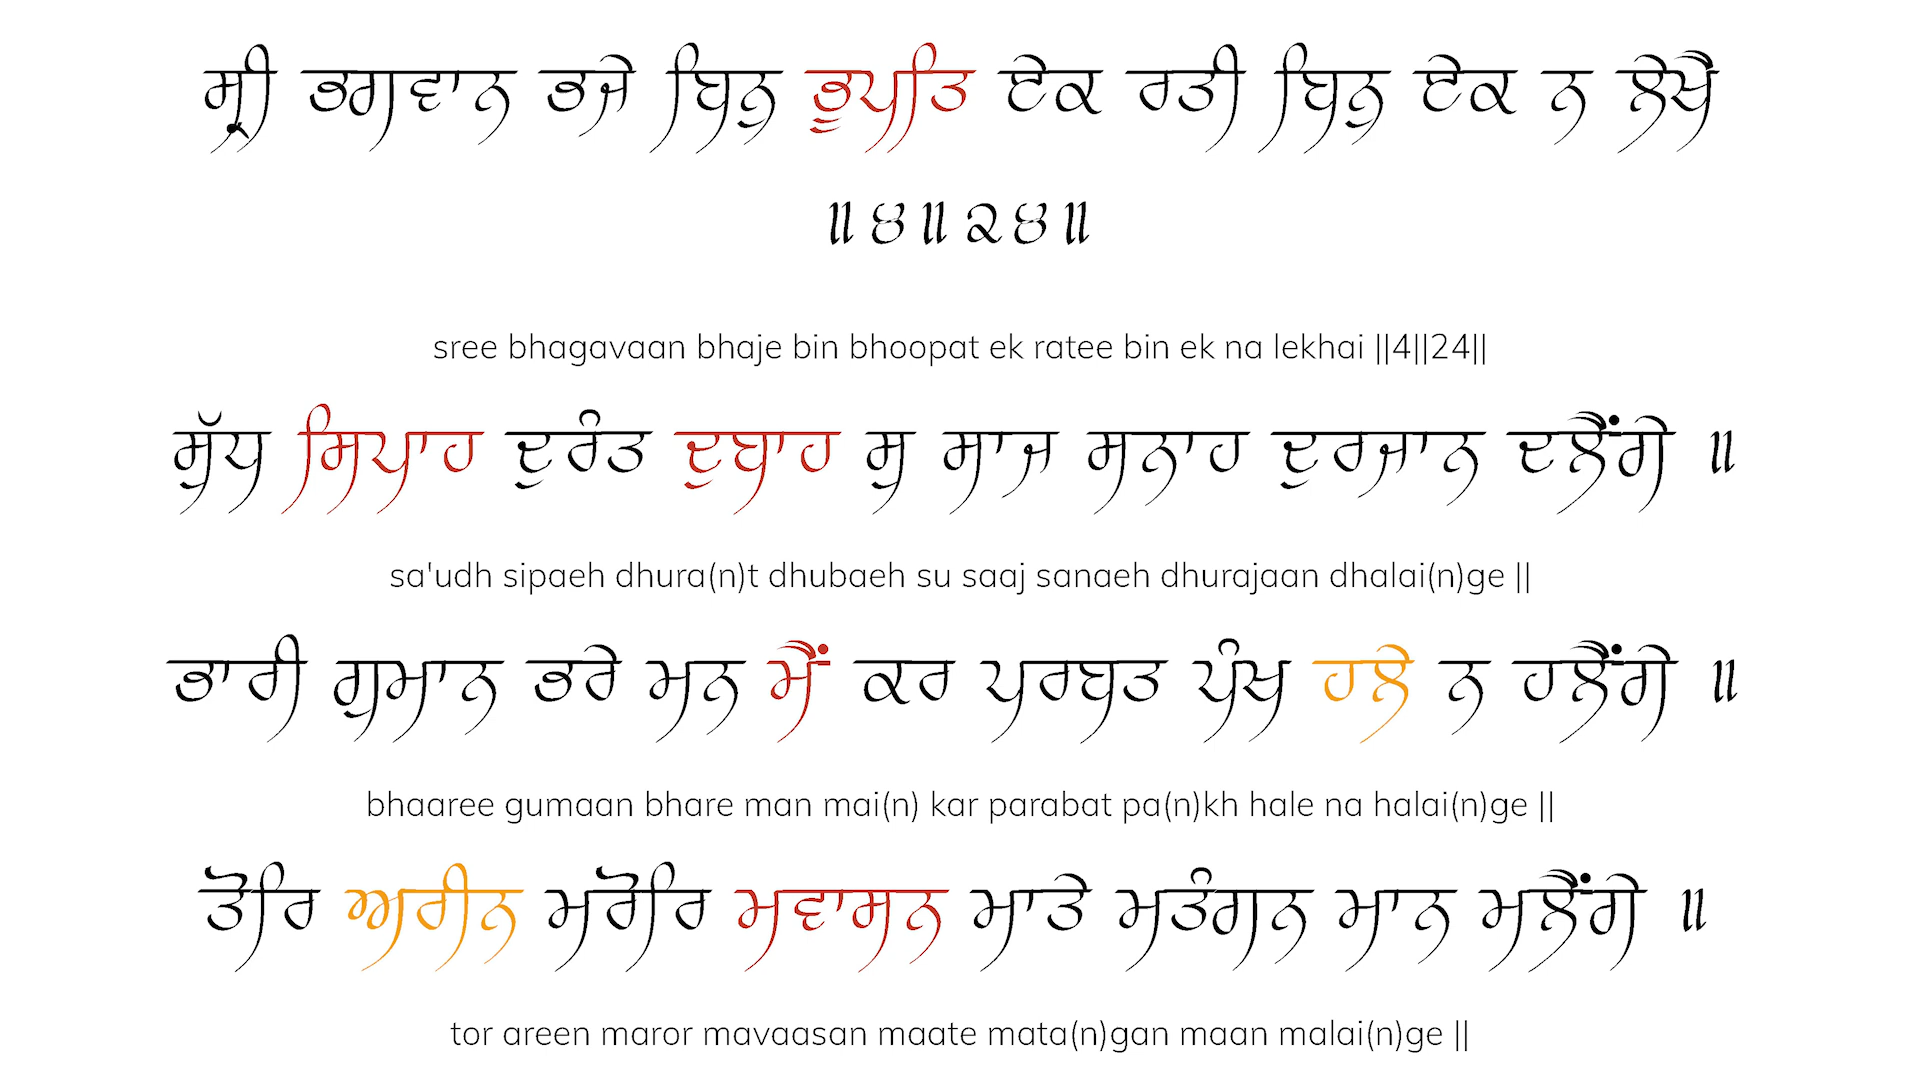 ਸ੍ਰੀ ਭਗਵਾਨ ਭਜੇ ਬਿਨੁ ਭੂਪਤਿ ਏਕ ਰਤੀ ਬਿਨੁ ਏਕ ਨ ਲੇਖੈ
॥੪॥੨੪॥
sree bhagavaan bhaje bin bhoopat ek ratee bin ek na lekhai ||4||24||
ਸੁੱਧ ਸਿਪਾਹ ਦੁਰੰਤ ਦੁਬਾਹ ਸੁ ਸਾਜ ਸਨਾਹ ਦੁਰਜਾਨ ਦਲੈਂਗੇ ॥
sa'udh sipaeh dhura(n)t dhubaeh su saaj sanaeh dhurajaan dhalai(n)ge ||
ਭਾਰੀ ਗੁਮਾਨ ਭਰੇ ਮਨ ਮੈਂ ਕਰ ਪਰਬਤ ਪੰਖ ਹਲੇ ਨ ਹਲੈਂਗੇ ॥
bhaaree gumaan bhare man mai(n) kar parabat pa(n)kh hale na halai(n)ge ||
ਤੋਰਿ ਅਰੀਨ ਮਰੋਰਿ ਮਵਾਸਨ ਮਾਤੇ ਮਤੰਗਨ ਮਾਨ ਮਲੈਂਗੇ ॥
tor areen maror mavaasan maate mata(n)gan maan malai(n)ge ||